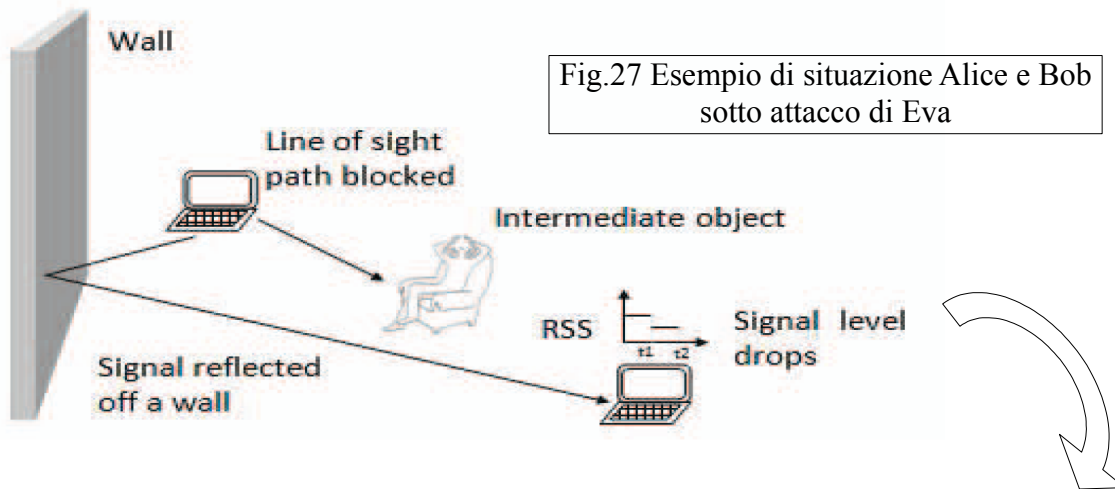 Wall
Fig.27 Esempio di situazione Alice e Bob
sotto attacco di Eva
Line of sight
path blocked
Intermediate object
RSS
t1 t2
Signal level
drops
Signal reflected
off a wall